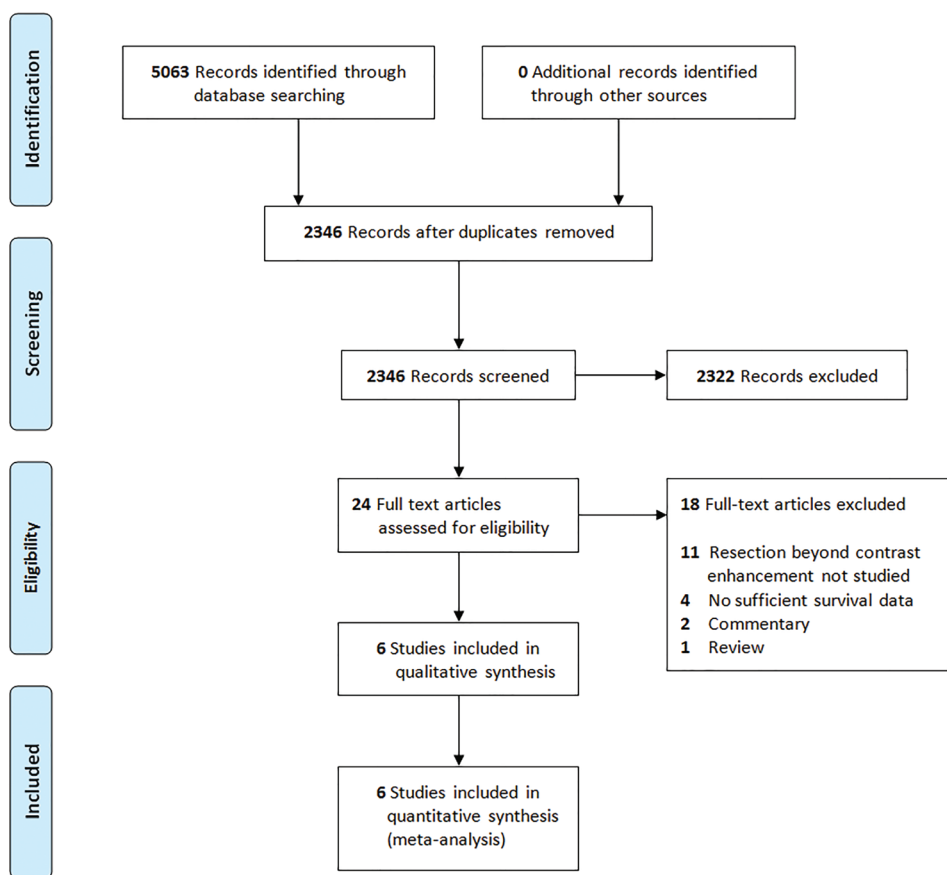 Identification
5063 Records identified through
database searching
0 Additional records identified
through other sources
2346 Records after duplicates removed
Screening
2346 Records screened
2322 Records excluded
Eligibility
24 Full text articles
assessed for eligibility
18 Full-text articles excluded
11 Resection beyond contrast
enhancement not studied
4 No sufficient survival data
2 Commentary
1 Review
6 Studies included in
qualitative synthesis
Included
6 Studies included in
quantitative synthesis
(meta-analysis)